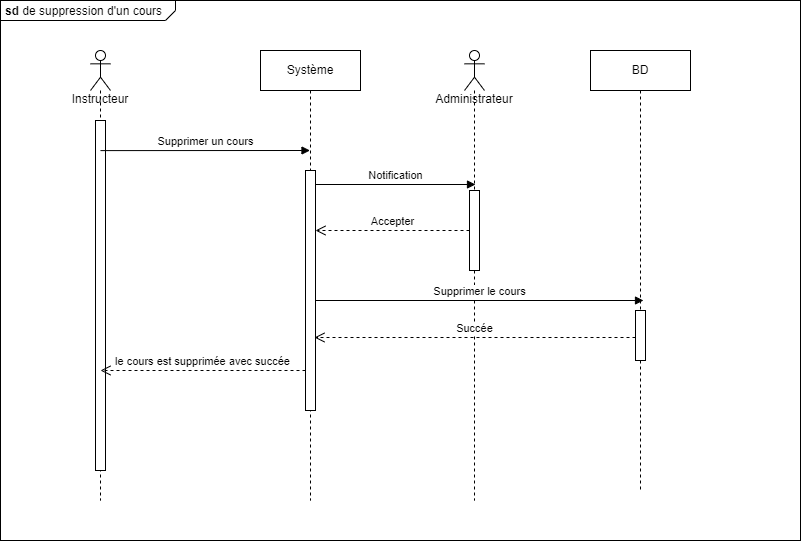 sd de suppression d'un cours
Instructeur
Système
Administrateur
BD
Supprimer un cours
Notification
Accepter
Supprimer le cours
Succée
le cours est supprimée avec succée